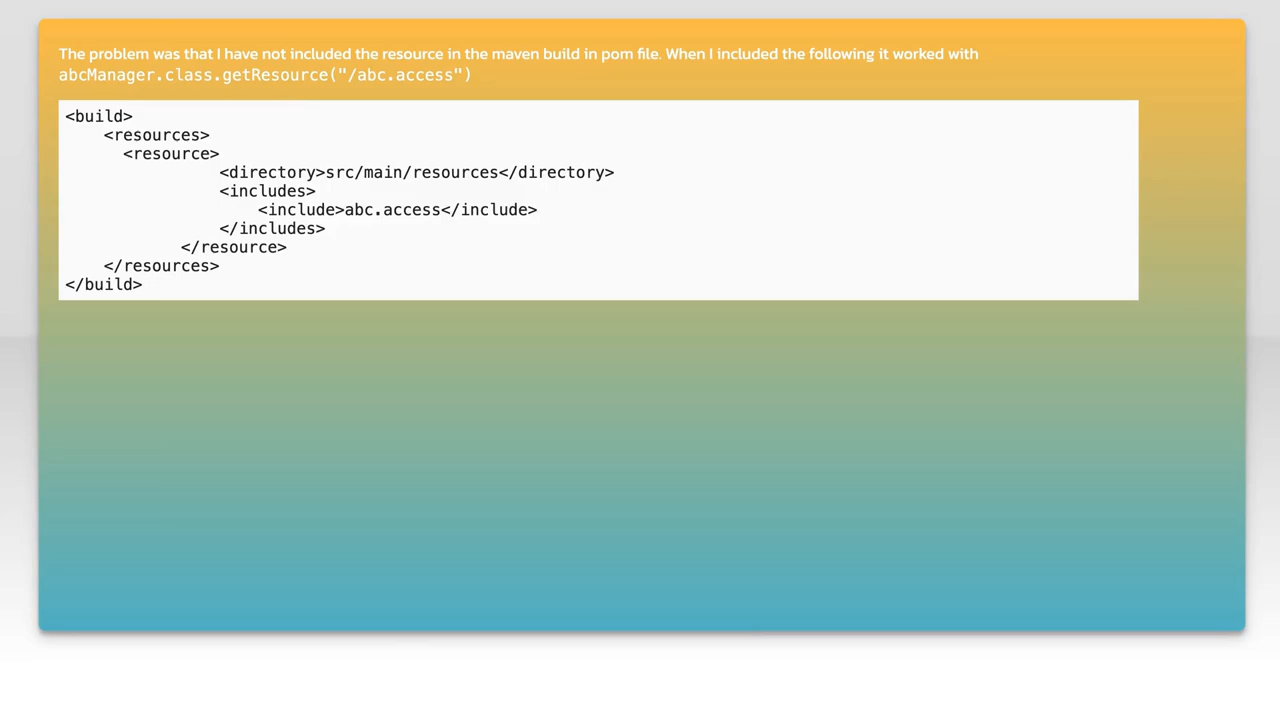 The problem was that I have not included the resource in the maven build in pom file. When I included the following it worked with
abcManager.class.getResource("/abc.access")
<build>
    <resources>
      <resource>
                <directory>src/main/resources</directory>
                <includes>
                    <include>abc.access</include>
                </includes>
            </resource>
    </resources>
</build>